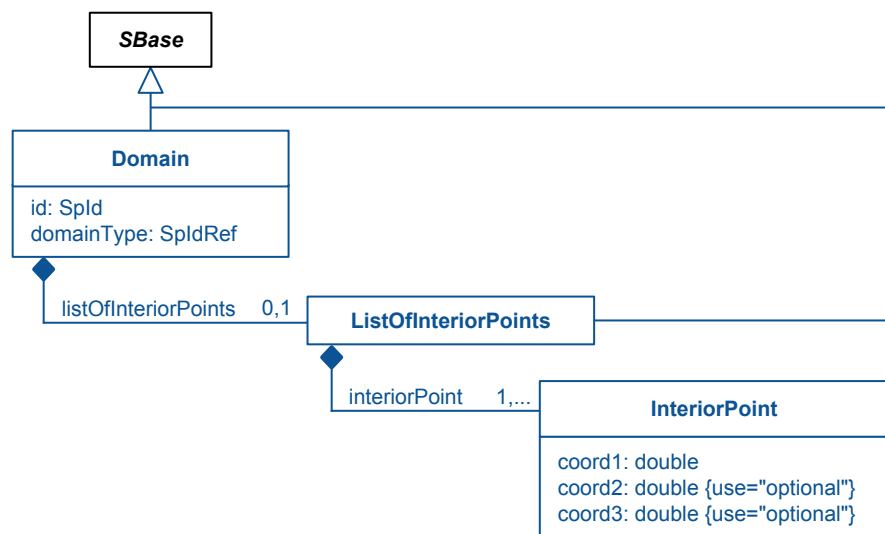 SBase
Domain
id: SpId
domainType: SpIdRef
listOfInteriorPoints 0,1
ListOfInteriorPoints
interiorPoint 1,...
InteriorPoint
coord1: double
coord2: double {use="optional"}
coord3: double {use="optional"}